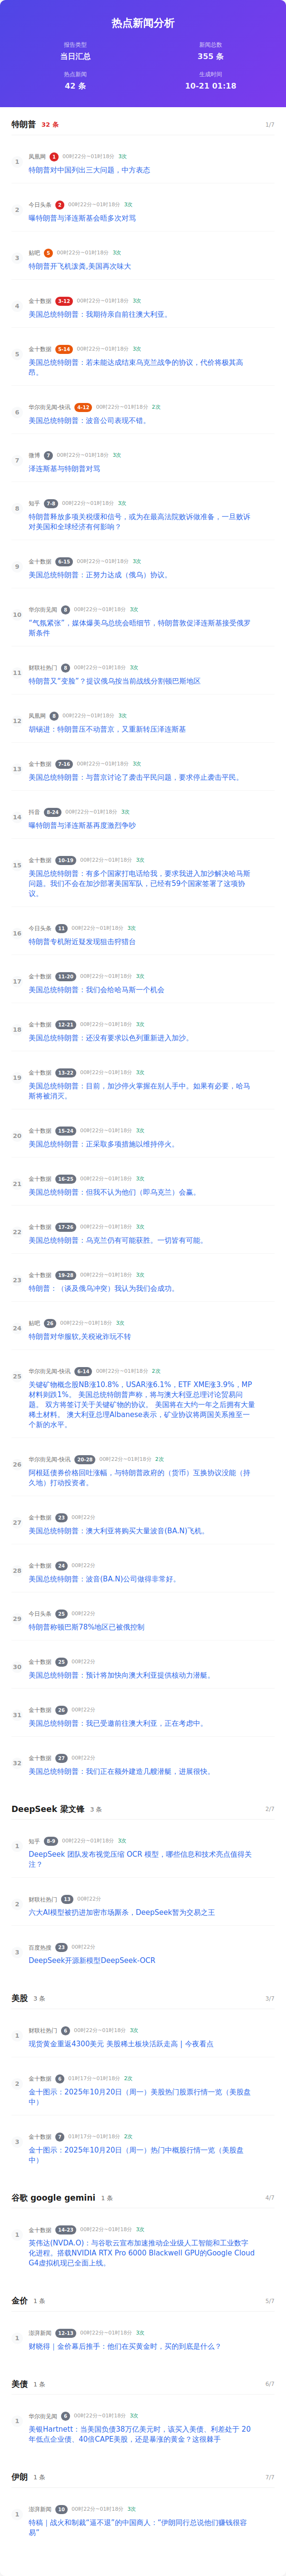 热点新闻分析
报告类型
当日汇总
新闻总数
355 条
热点新闻
42 条
生成时间
10-21 01:18
特朗普 32 条 1/7
1
凤凰网 1 00时22分~01时18分 3次
特朗普对中国列出三大问题，中方表态
2
今日头条 2 00时22分~01时18分 3次
曝特朗普与泽连斯基会晤多次对骂
3
贴吧 5 00时22分~01时18分 3次
特朗普开飞机泼粪,美国再次味大
4
金十数据 3-12 00时22分~01时18分 3次
美国总统特朗普：我期待亲自前往澳大利亚。
5
金十数据 5-14 00时22分~01时18分 3次
美国总统特朗普：若未能达成结束乌克兰战争的协议，代价将极其高
昂。
6
华尔街见闻-快讯 4-12 00时22分~01时18分 2次
美国总统特朗普：波音公司表现不错。
7
微博 7 00时22分~01时18分 3次
泽连斯基与特朗普对骂
8
知乎 7-8 00时22分~01时18分 3次
特朗普释放多项关税缓和信号，或为在最高法院败诉做准备，一旦败诉
对美国和全球经济有何影响？
9
金十数据 6-15 00时22分~01时18分 3次
美国总统特朗普：正努力达成（俄乌）协议。
10
华尔街见闻 8 00时22分~01时18分 3次
“气氛紧张”，媒体爆美乌总统会晤细节，特朗普敦促泽连斯基接受俄罗
斯条件
11
财联社热门 8 00时22分~01时18分 3次
特朗普又“变脸”？提议俄乌按当前战线分割顿巴斯地区
12
凤凰网 8 00时22分~01时18分 3次
胡锡进：特朗普压不动普京，又重新转压泽连斯基
13
金十数据 7-16 00时22分~01时18分 3次
美国总统特朗普：与普京讨论了袭击平民问题，要求停止袭击平民。
14
抖音 8-24 00时22分~01时18分 3次
曝特朗普与泽连斯基再度激烈争吵
15
金十数据 10-19 00时22分~01时18分 3次
美国总统特朗普：有多个国家打电话给我，要求我进入加沙解决哈马斯
问题。我们不会在加沙部署美国军队，已经有59个国家签署了这项协
议。
16
今日头条 11 00时22分~01时18分 3次
特朗普专机附近疑发现狙击狩猎台
17
金十数据 11-20 00时22分~01时18分 3次
美国总统特朗普：我们会给哈马斯一个机会
18
金十数据 12-21 00时22分~01时18分 3次
美国总统特朗普：还没有要求以色列重新进入加沙。
19
金十数据 13-22 00时22分~01时18分 3次
美国总统特朗普：目前，加沙停火掌握在别人手中。如果有必要，哈马
斯将被消灭。
20
金十数据 15-24 00时22分~01时18分 3次
美国总统特朗普：正采取多项措施以维持停火。
21
金十数据 16-25 00时22分~01时18分 3次
美国总统特朗普：但我不认为他们（即乌克兰）会赢。
22
金十数据 17-26 00时22分~01时18分 3次
美国总统特朗普：乌克兰仍有可能获胜。一切皆有可能。
23
金十数据 19-28 00时22分~01时18分 3次
特朗普：（谈及俄乌冲突）我认为我们会成功。
24
贴吧 26 00时22分~01时18分 3次
特朗普对华服软,关税讹诈玩不转
25
华尔街见闻-快讯 6-14 00时22分~01时18分 2次
关键矿物概念股NB涨10.8%，USAR涨6.1%，ETF XME涨3.9%，MP
材料则跌1%。 美国总统特朗普声称，将与澳大利亚总理讨论贸易问
题。 双方将签订关于关键矿物的协议。 美国将在大约一年之后拥有大量
稀土材料。 澳大利亚总理Albanese表示，矿业协议将两国关系推至一
个新的水平。
26
华尔街见闻-快讯 20-28 00时22分~01时18分 2次
阿根廷债券价格回吐涨幅，与特朗普政府的（货币）互换协议没能（持
久地）打动投资者。
27
金十数据 23 00时22分
美国总统特朗普：澳大利亚将购买大量波音(BA.N)飞机。
28
金十数据 24 00时22分
美国总统特朗普：波音(BA.N)公司做得非常好。
29
今日头条 25 00时22分
特朗普称顿巴斯78%地区已被俄控制
30
金十数据 25 00时22分
美国总统特朗普：预计将加快向澳大利亚提供核动力潜艇。
31
金十数据 26 00时22分
美国总统特朗普：我已受邀前往澳大利亚，正在考虑中。
32
金十数据 27 00时22分
美国总统特朗普：我们正在额外建造几艘潜艇，进展很快。
DeepSeek 梁文锋 3 条 2/7
1
知乎 8-9 00时22分~01时18分 3次
DeepSeek 团队发布视觉压缩 OCR 模型，哪些信息和技术亮点值得关
注？
2
财联社热门 13 00时22分
六大AI模型被扔进加密市场厮杀，DeepSeek暂为交易之王
3
百度热搜 23 00时22分
DeepSeek开源新模型DeepSeek-OCR
美股 3 条 3/7
1
财联社热门 6 00时22分~01时18分 3次
现货黄金重返4300美元 美股稀土板块活跃走高 | 今夜看点
2
金十数据 6 01时17分~01时18分 2次
金十图示：2025年10月20日（周一）美股热门股票行情一览（美股盘
中）
3
金十数据 7 01时17分~01时18分 2次
金十图示：2025年10月20日（周一）热门中概股行情一览（美股盘
中）
谷歌 google gemini 1 条 4/7
1
金十数据 14-23 00时22分~01时18分 3次
英伟达(NVDA.O)：与谷歌云宣布加速推动企业级人工智能和工业数字
化进程。搭载NVIDIA RTX Pro 6000 Blackwell GPU的Google Cloud
G4虚拟机现已全面上线。
金价 1 条 5/7
1
澎湃新闻 12-13 00时22分~01时18分 3次
财晓得｜金价幕后推手：他们在买黄金时，买的到底是什么？
美债 1 条 6/7
1
华尔街见闻 6 00时22分~01时18分 3次
美银Hartnett：当美国负债38万亿美元时，该买入美债、利差处于 20
年低点企业债、40倍CAPE美股，还是暴涨的黄金？这很棘手
伊朗 1 条 7/7
1
澎湃新闻 10 00时22分~01时18分 3次
特稿｜战火和制裁“逼不退”的中国商人：“伊朗同行总说他们赚钱很容
易”